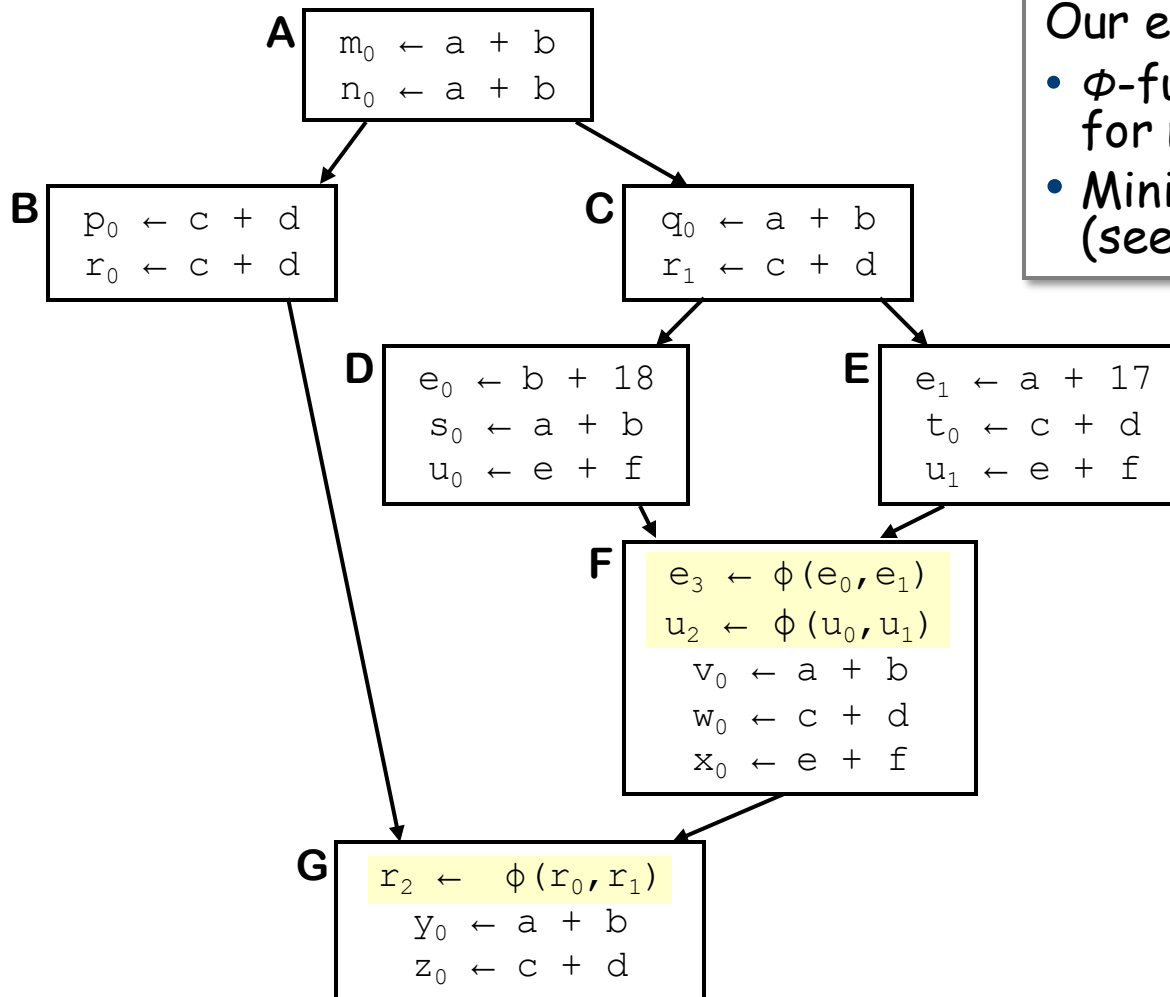 A
m₀ ← a + b
n₀ ← a + b
Our e
• Φ-fu
for
• Mini
(see
B
p₀ ← c + d
r₀ ← c + d
C
q₀ ← a + b
r₁ ← c + d
D
e₀ ← b + 18
s₀ ← a + b
u₀ ← e + f
E
e₁ ← a + 17
t₀ ← c + d
u₁ ← e + f
F
e₃ ← ϕ(e₀,e₁)
u₂ ← ϕ(u₀,u₁)
v₀ ← a + b
w₀ ← c + d
x₀ ← e + f
G
r₂ ← ϕ(r₀,r₁)
y₀ ← a + b
z₀ ← c + d